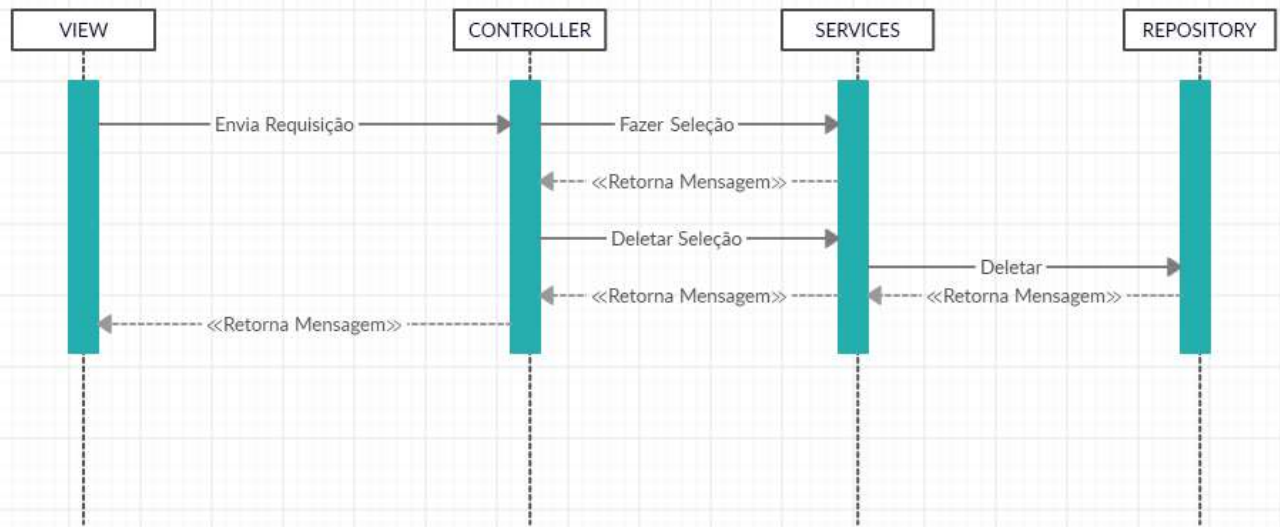 VIEW
CONTROLLER
SERVICES
REPOSITORY
Envia Requisição
Fazer Seleção
≪Retorna Mensagem≫
Deletar Seleção
Deletar
≪Retorna Mensagem≫
≪Retorna Mensagem≫
≪Retorna Mensagem≫